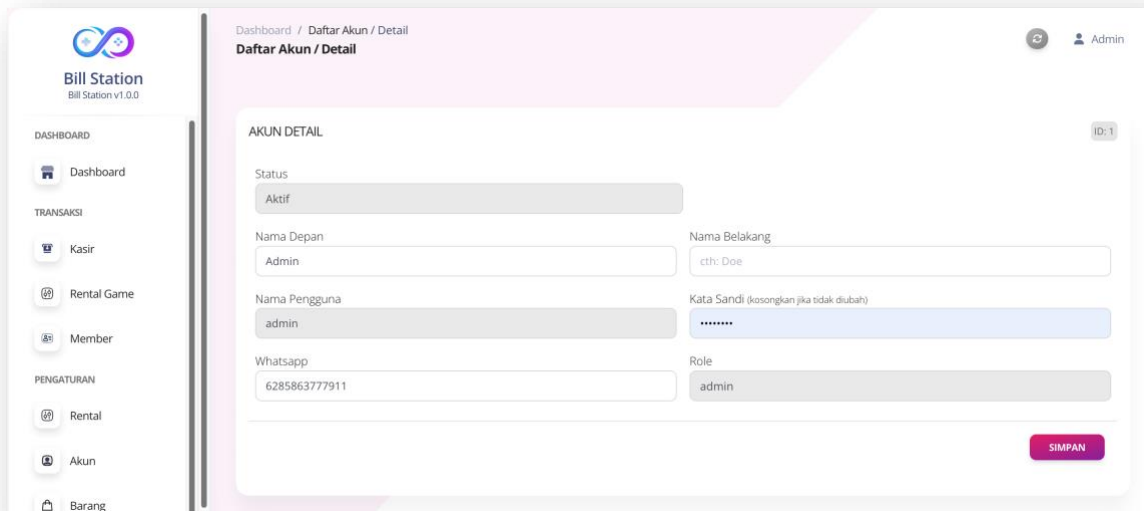 Bill Station
Bill Station v1.0.0
DASHBOARD
Dashboard
TRANSAKSI
Kasir
Rental Game
Member
PENGATURAN
Rental
Akun
Barang
Dashboard / Daftar Akun / Detail
Daftar Akun / Detail
Admin
AKUN DETAIL
ID: 1
Status
Aktif
Nama Depan
Nama Belakang
Admin
cth: Doe
Nama Pengguna
Kata Sandi (kosongkan jika tidak diubah)
admin
••••••••
Whatsapp
Role
6285863777911
admin
SIMPAN